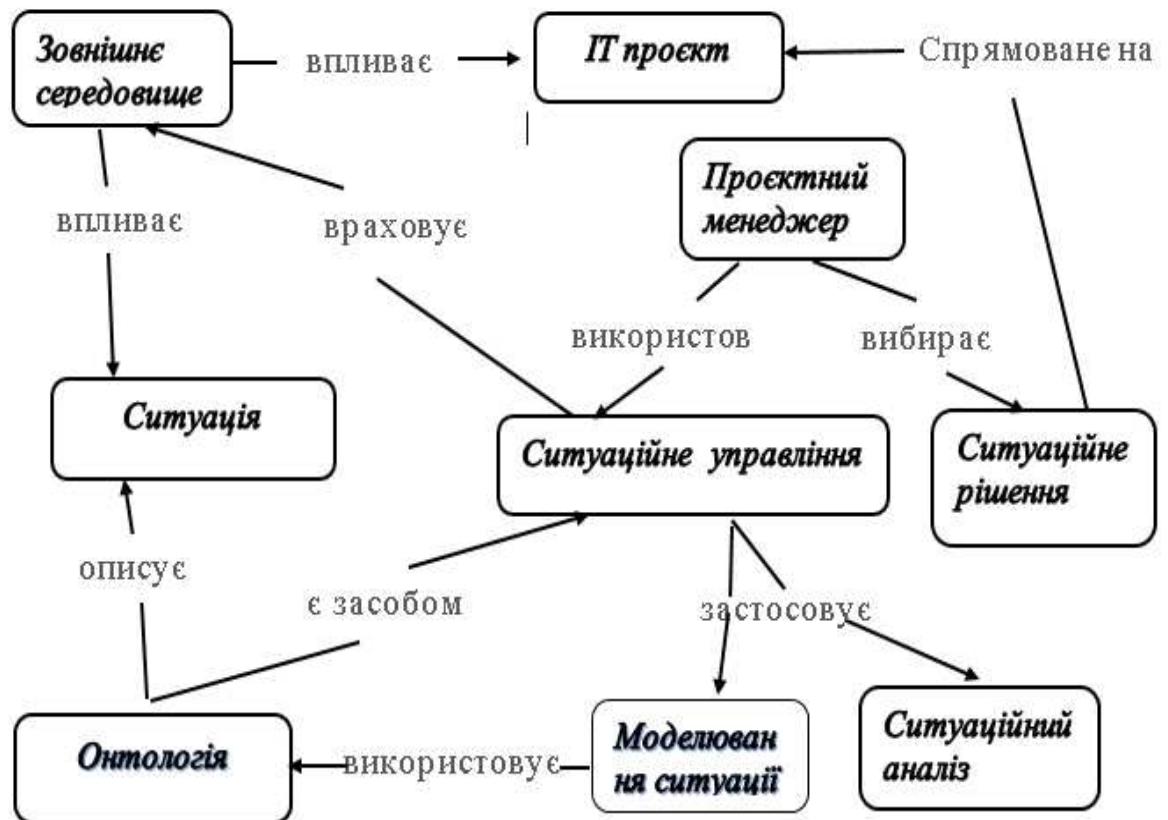 Зовнішнє
середовище
впливає
ІТ проєкт
Спрямоване на
Проєктний
менеджер
впливає
враховує
використов
вибирає
Ситуація
Ситуаційне управління
Ситуаційне
рішення
описує
є засобом
застосовує
Онтологія
використовує
Моделюван
ня ситуації
Ситуаційний
аналіз